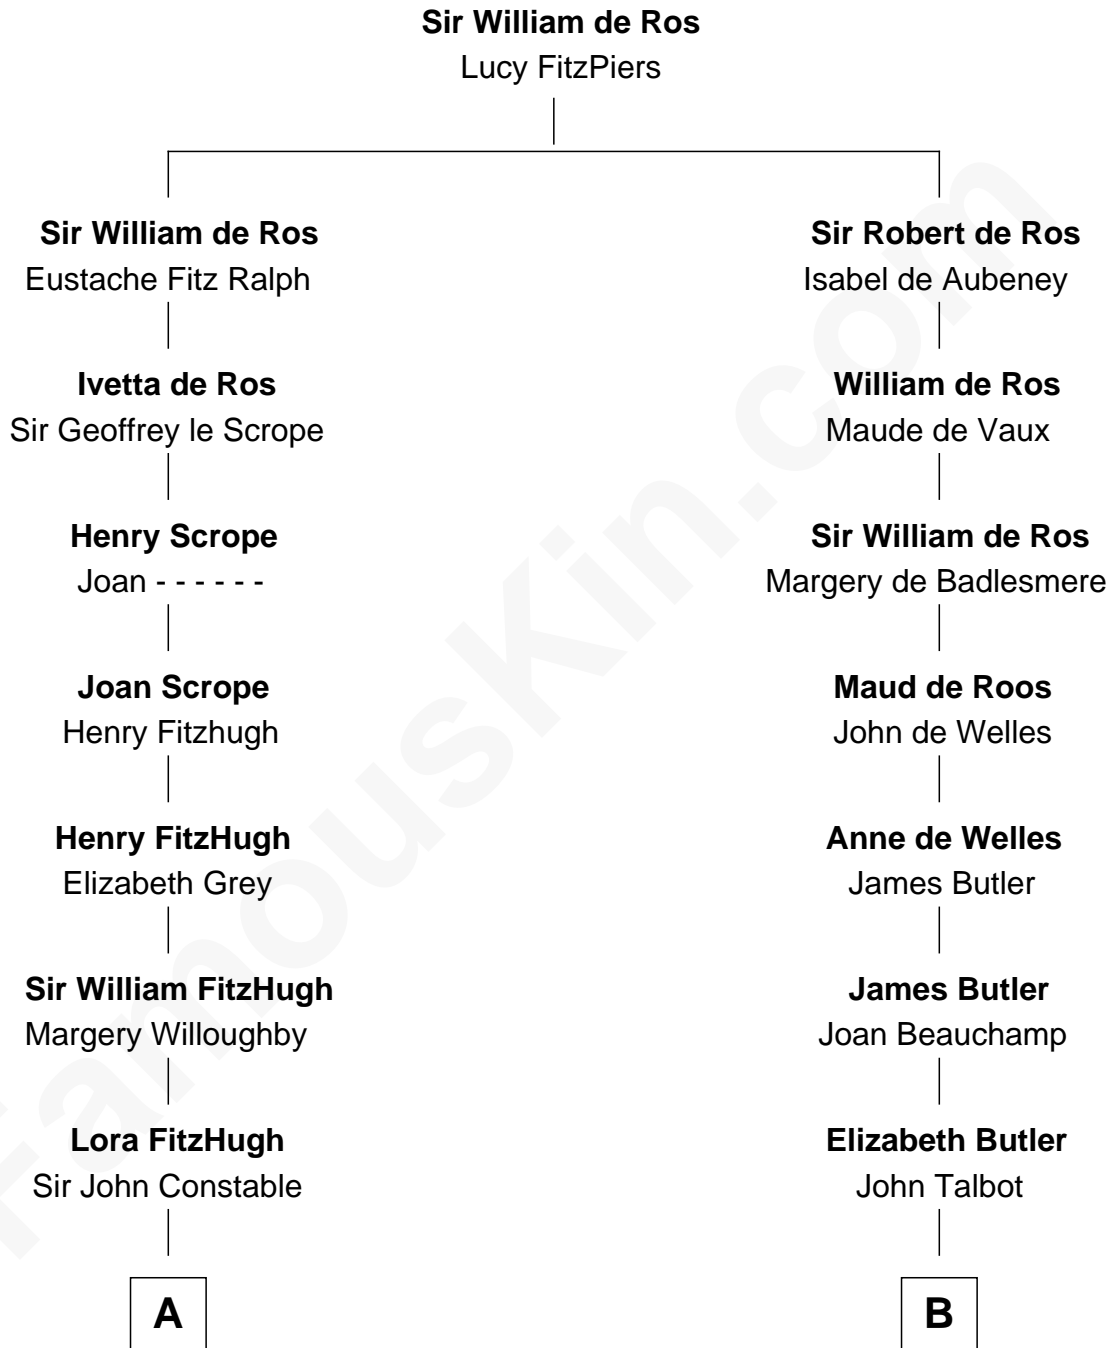 Sir William de Ros
Lucy FitzPiers
Sir William de Ros
Eustache Fitz Ralph
Sir Robert de Ros
Isabel de Aubeney
Ivetta de Ros
Sir Geoffrey le Scrope
William de Ros
Maude de Vaux
Henry Scrope
Joan - - - - - -
Sir William de Ros
Margery de Badlesmere
Joan Scrope
Henry Fitzhugh
Maud de Roos
John de Welles
Henry FitzHugh
Elizabeth Grey
Anne de Welles
James Butler
Sir William FitzHugh
Margery Willoughby
James Butler
Joan Beauchamp
Lora FitzHugh
Sir John Constable
Elizabeth Butler
John Talbot
A
B
FamousKin.com